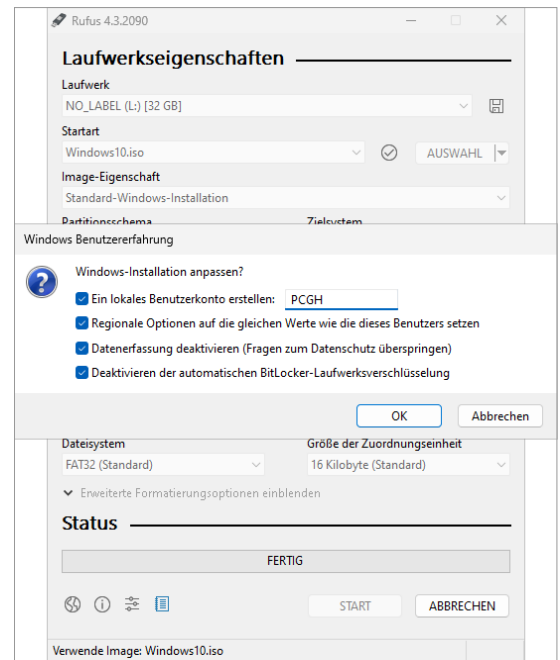 Rufus 4.3.2090
Laufwerkseigenschaften
Laufwerk
NO_LABEL (L:) [32 GB]
Startart
Windows10.iso
AUSWAHL
Image-Eigenschaft
Standard-Windows-Installation
Partitionsschema Zielsystem
Windows Benutzererfahrung
Windows-Installation anpassen?
Ein lokales Benutzerkonto erstellen: PCGH
Regionale Optionen auf die gleichen Werte wie die dieses Benutzers setzen
Datenerfassung deaktivieren (Fragen zum Datenschutz überspringen)
Deaktivieren der automatischen BitLocker-Laufwerksverschlüsselung
OK Abbrechen
Dateisystem Größe der Zuordnungseinheit
FAT32 (Standard) 16 Kilobyte (Standard)
Erweiterte Formatierungsoptionen einblenden
Status
FERTIG
START ABBRECHEN
Verwende Image: Windows10.iso